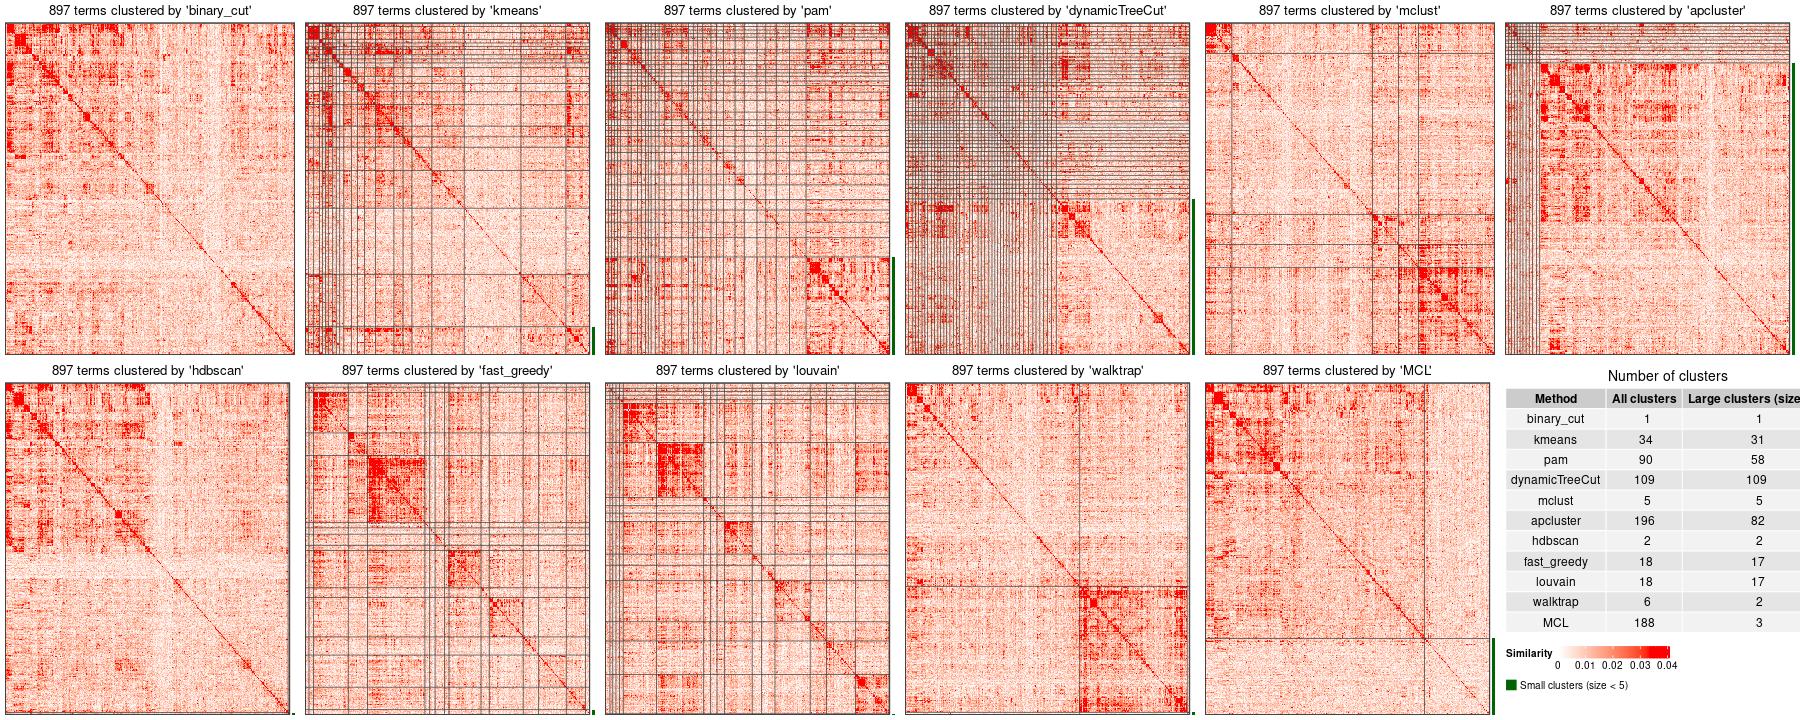 897 terms clustered by 'binary_cut'
897 terms clustered by 'kmeans'
897 terms clustered by 'pam'
897 terms clustered by 'dynamicTreeCut'
897 terms clustered by 'mclust'
897 terms clustered by 'apcluster'
897 terms clustered by 'hdbscan'
897 terms clustered by 'fast_greedy'
897 terms clustered by 'louvain'
897 terms clustered by 'walktrap'
897 terms clustered by 'MCL'
Number of clusters
Method All clusters Large clusters (size
binary_cut 1 1
kmeans 34 31
pam 90 58
dynamicTreeCut 109 109
mclust 5 5
apcluster 196 82
hdbscan 2 2
fast_greedy 18 17
louvain 18 17
walktrap 6 2
MCL 188 3
Similarity
0 0.01 0.02 0.03 0.04
Small clusters (size < 5)